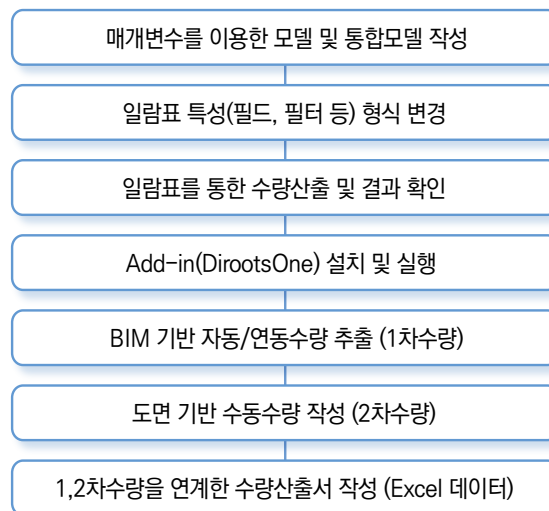 매개변수를 이용한 모델 및 통합모델 작성
일람표 특성(필드, 필터 등) 형식 변경
일람표를 통한 수량산출 및 결과 확인
Add-in(DirootsOne) 설치 및 실행
BIM 기반 자동/연동수량 추출 (1차수량)
도면 기반 수동수량 작성 (2차수량)
1,2차수량을 연계한 수량산출서 작성 (Excel 데이터)